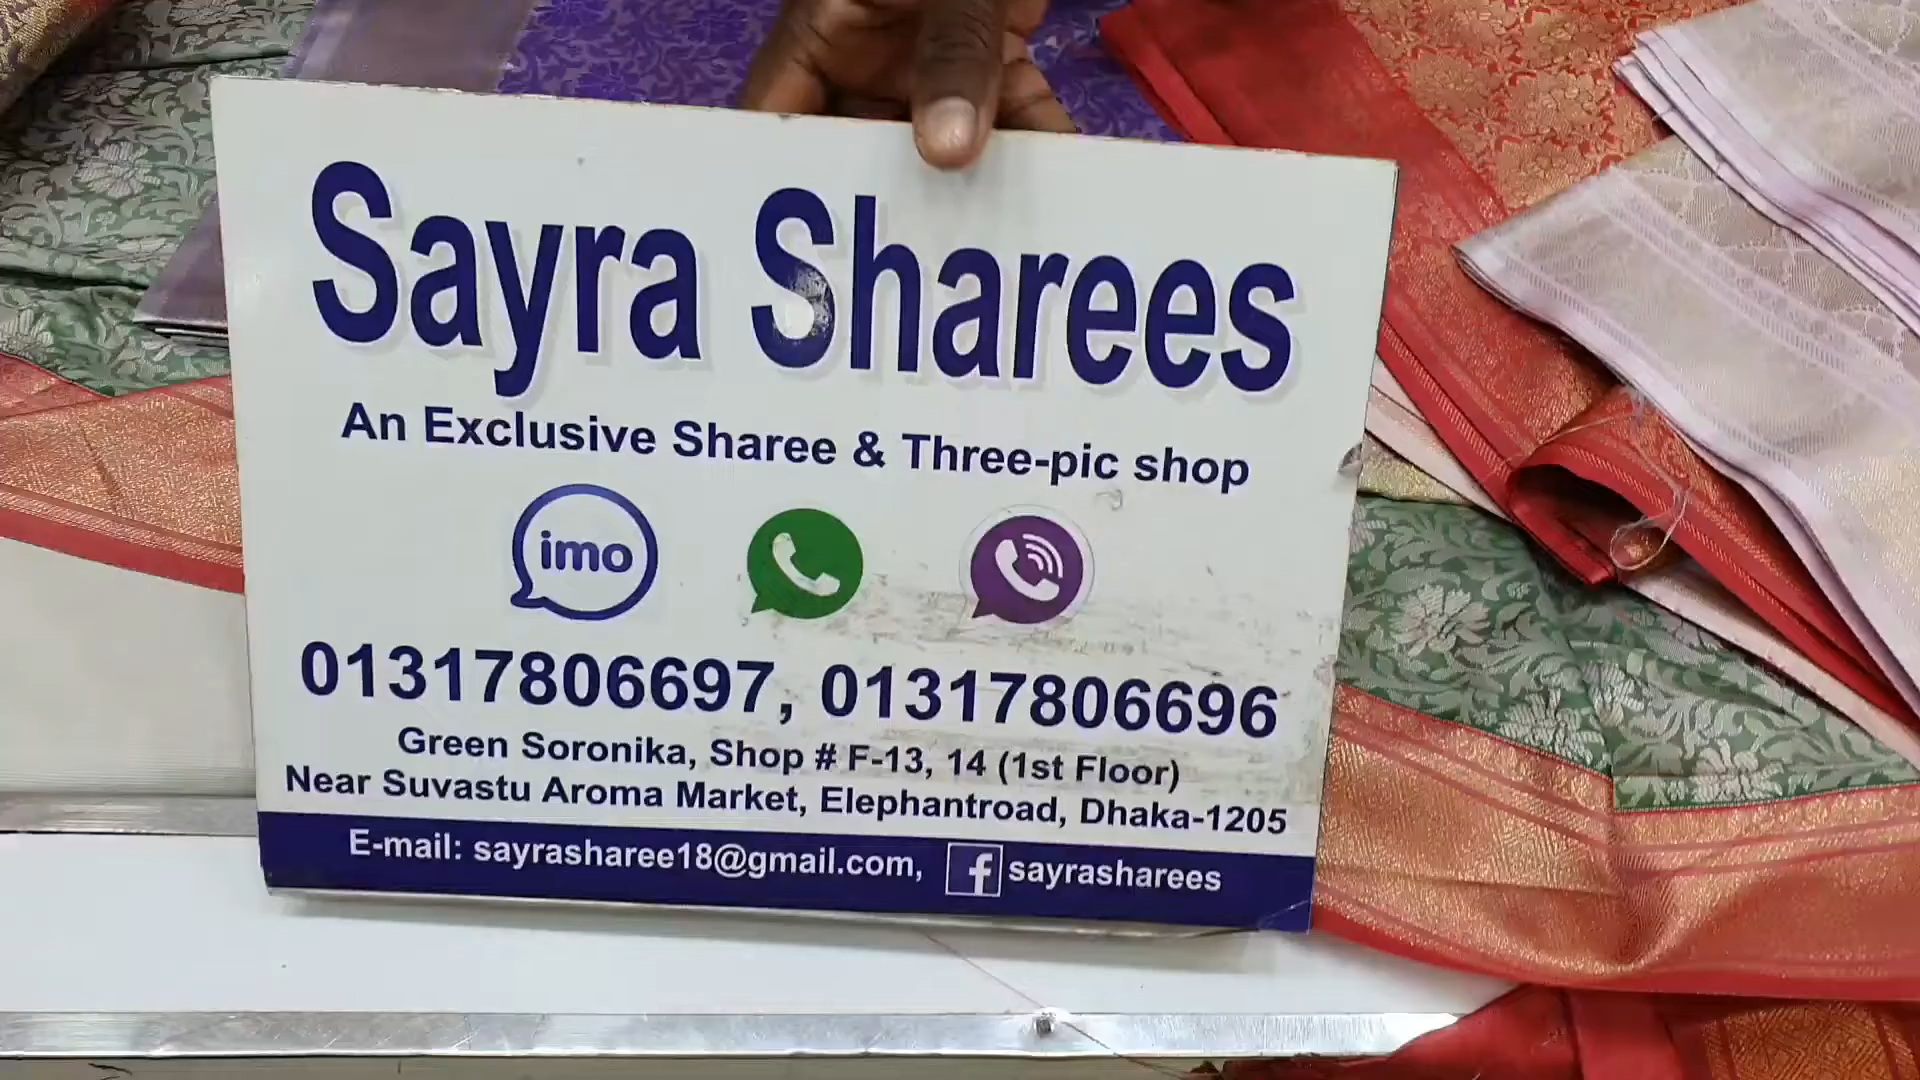 Sayra Sharees
An Exclusive Sharee & Three-pic shop
imo
01317806697, 01317806696
Green Soronika, Shop # F-13, 14 (1st Floor)
Near Suvastu Aroma Market, Elephantroad, Dhaka-1205
E-mail: sayrasharee18@gmail.com, f sayrasharees